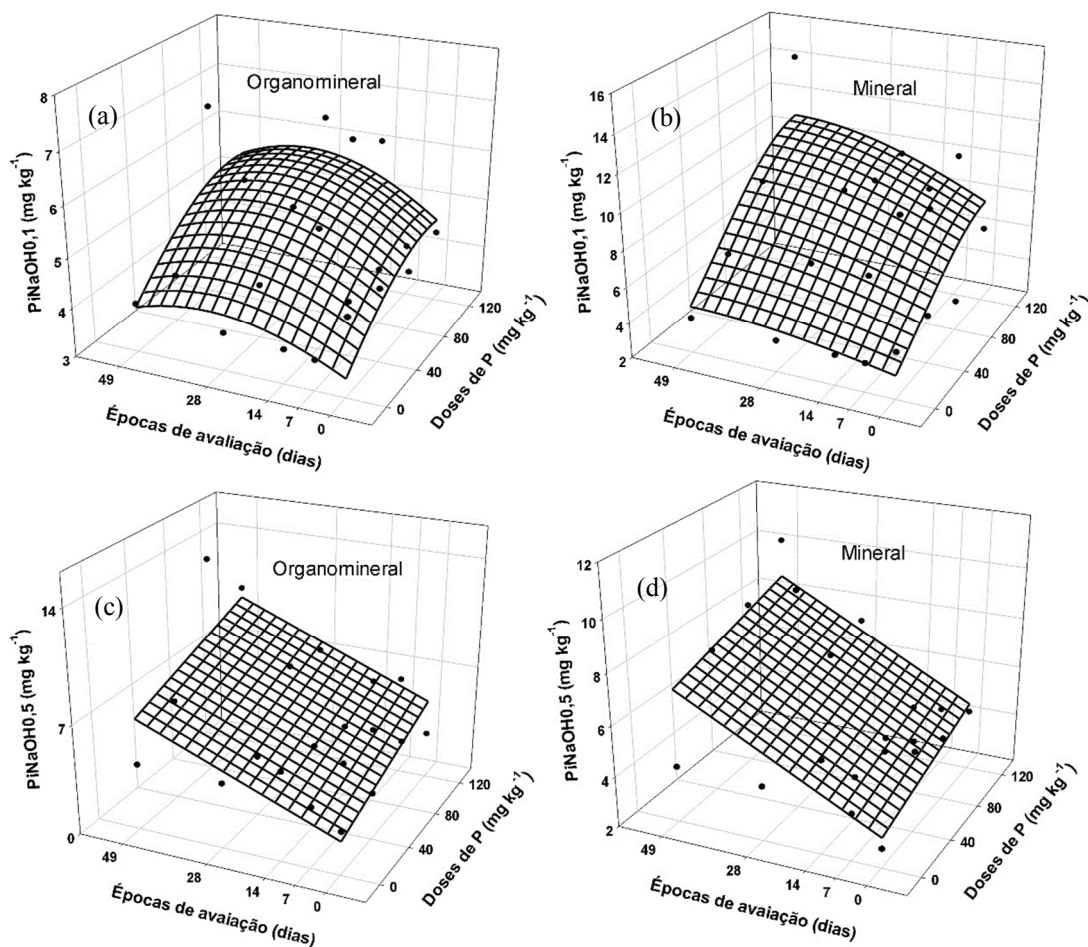 (a)
Organomineral
8
7
6
5
4
3
PiNaOH0,1 (mg kg-1)
49
28
14
7
0
Épocas de avaliação (dias)
0
40
80
120
Doses de P (mg kg-1)
(b)
Mineral
16
14
12
10
8
6
4
2
PiNaOH0,1 (mg kg-1)
49
28
14
7
0
Épocas de avaiação (dias)
0
40
80
120
Doses de P (mg kg-1)
(c)
Organomineral
14
7
0
PiNaOH0,5 (mg kg-1)
49
28
14
7
0
Épocas de avaiação (dias)
0
40
80
120
Doses de P (mg kg-1)
(d)
Mineral
12
10
8
6
4
2
PiNaOH0,5 (mg kg-1)
49
28
14
7
0
Épocas de avaiação (dias)
0
40
80
120
Doses de P (mg kg-1)